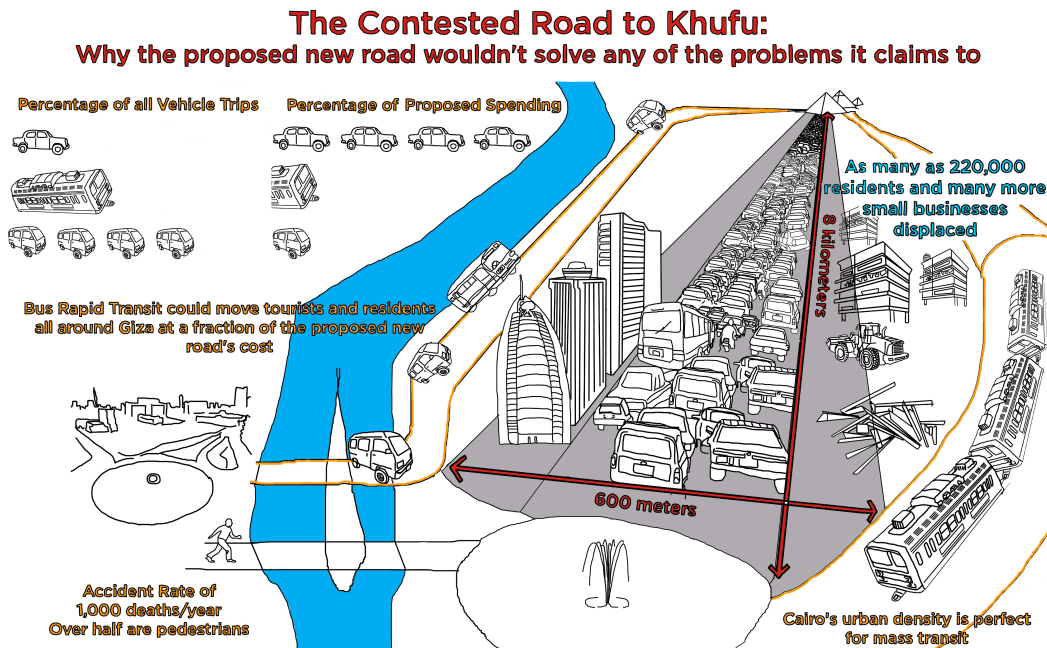 The Contested Road to Khufu:
Why the proposed new road wouldn't solve any of the problems it claims to
Percentage of all Vehicle Trips
Percentage of Proposed Spending
As many as 220,000
residents and many more
small businesses
displaced
8 kilometers
Bus Rapid Transit could move tourists and residents
all around Giza at a fraction of the proposed new
road's cost
600 meters
Accident Rate of
1,000 deaths/year
Over half are pedestrians
Cairo's urban density is perfect
for mass transit